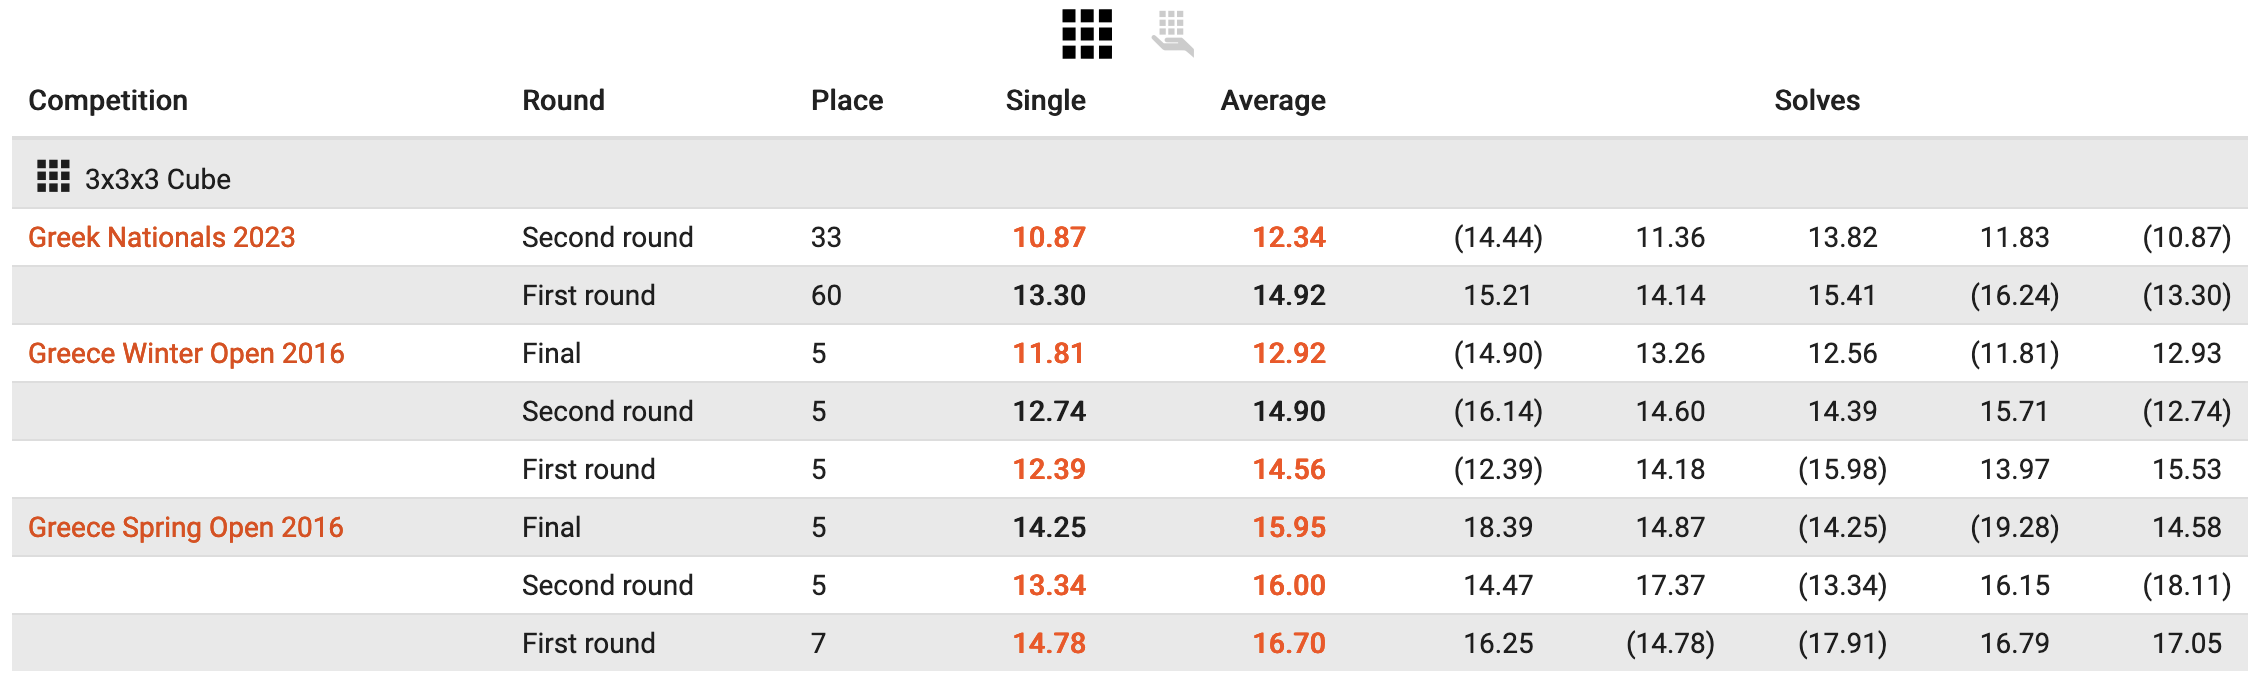 Competition Round Place Single Average Solves
3x3x3 Cube
Greek Nationals 2023 Second round 33 10.87 12.34 (14.44) 11.36 13.82 11.83 (10.87)
First round 60 13.30 14.92 15.21 14.14 15.41 (16.24) (13.30)
Greece Winter Open 2016 Final 5 11.81 12.92 (14.90) 13.26 12.56 (11.81) 12.93
Second round 5 12.74 14.90 (16.14) 14.60 14.39 15.71 (12.74)
First round 5 12.39 14.56 (12.39) 14.18 (15.98) 13.97 15.53
Greece Spring Open 2016 Final 5 14.25 15.95 18.39 14.87 (14.25) (19.28) 14.58
Second round 5 13.34 16.00 14.47 17.37 (13.34) 16.15 (18.11)
First round 7 14.78 16.70 16.25 (14.78) (17.91) 16.79 17.05